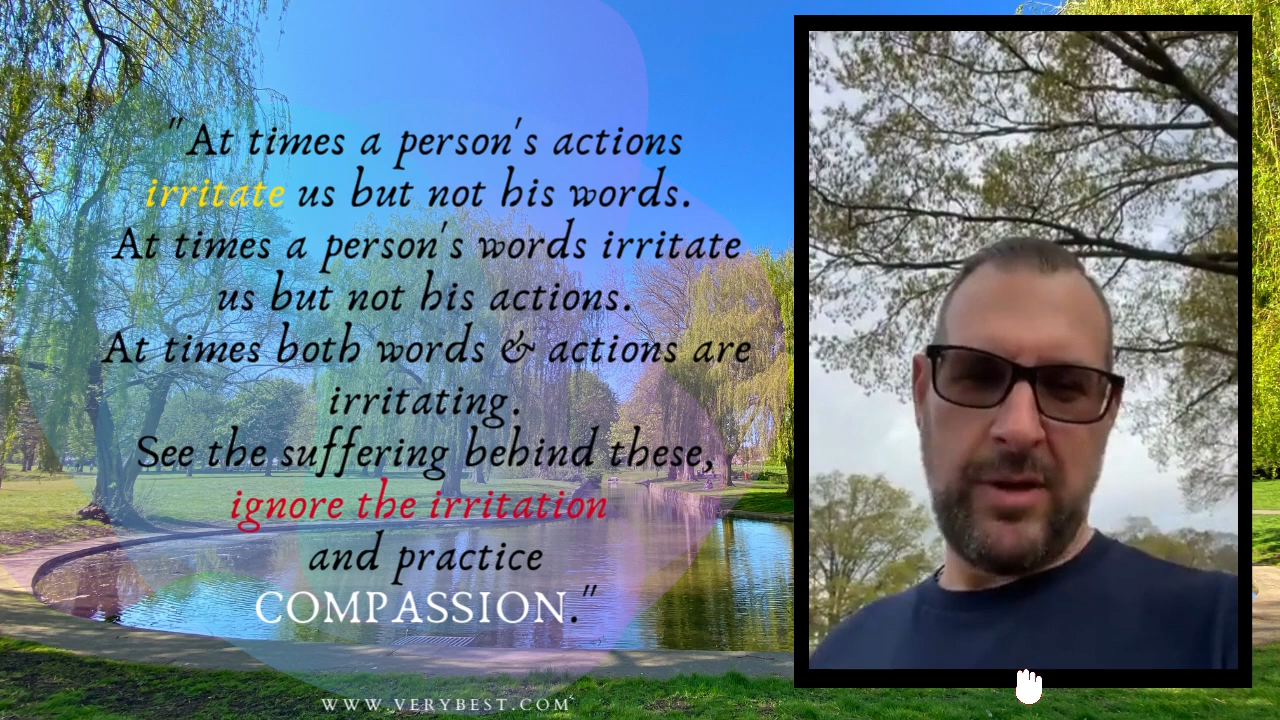 "At times a person's actions
irritate us but not his words.
At times a person's words irritate
us but not his actions.
At times both words & actions are
irritating.
See the suffering behind these,
ignore the irritation
and practice
COMPASSION."
WWW.VERYBEST.COM